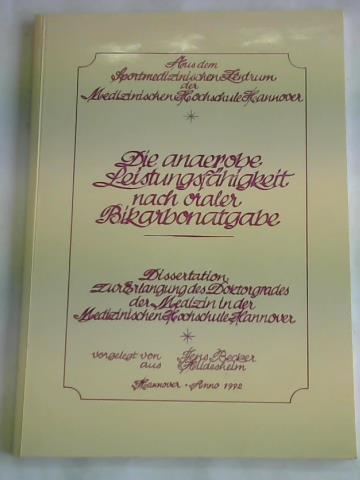 Aus dem
Sportmedizinischen Zentrum
der
Medizinischen Hochschule Hannover
Die anaerobe
Leistungsfähigkeit
nach oraler
Bikarbonatgabe
Dissertation
zur Erlangung des Doktorgrades
der Medizin in der
Medizinischen Hochschule Hannover
vorgelegt von Jens Becker
aus Hildesheim
Hannover · Anno 1992